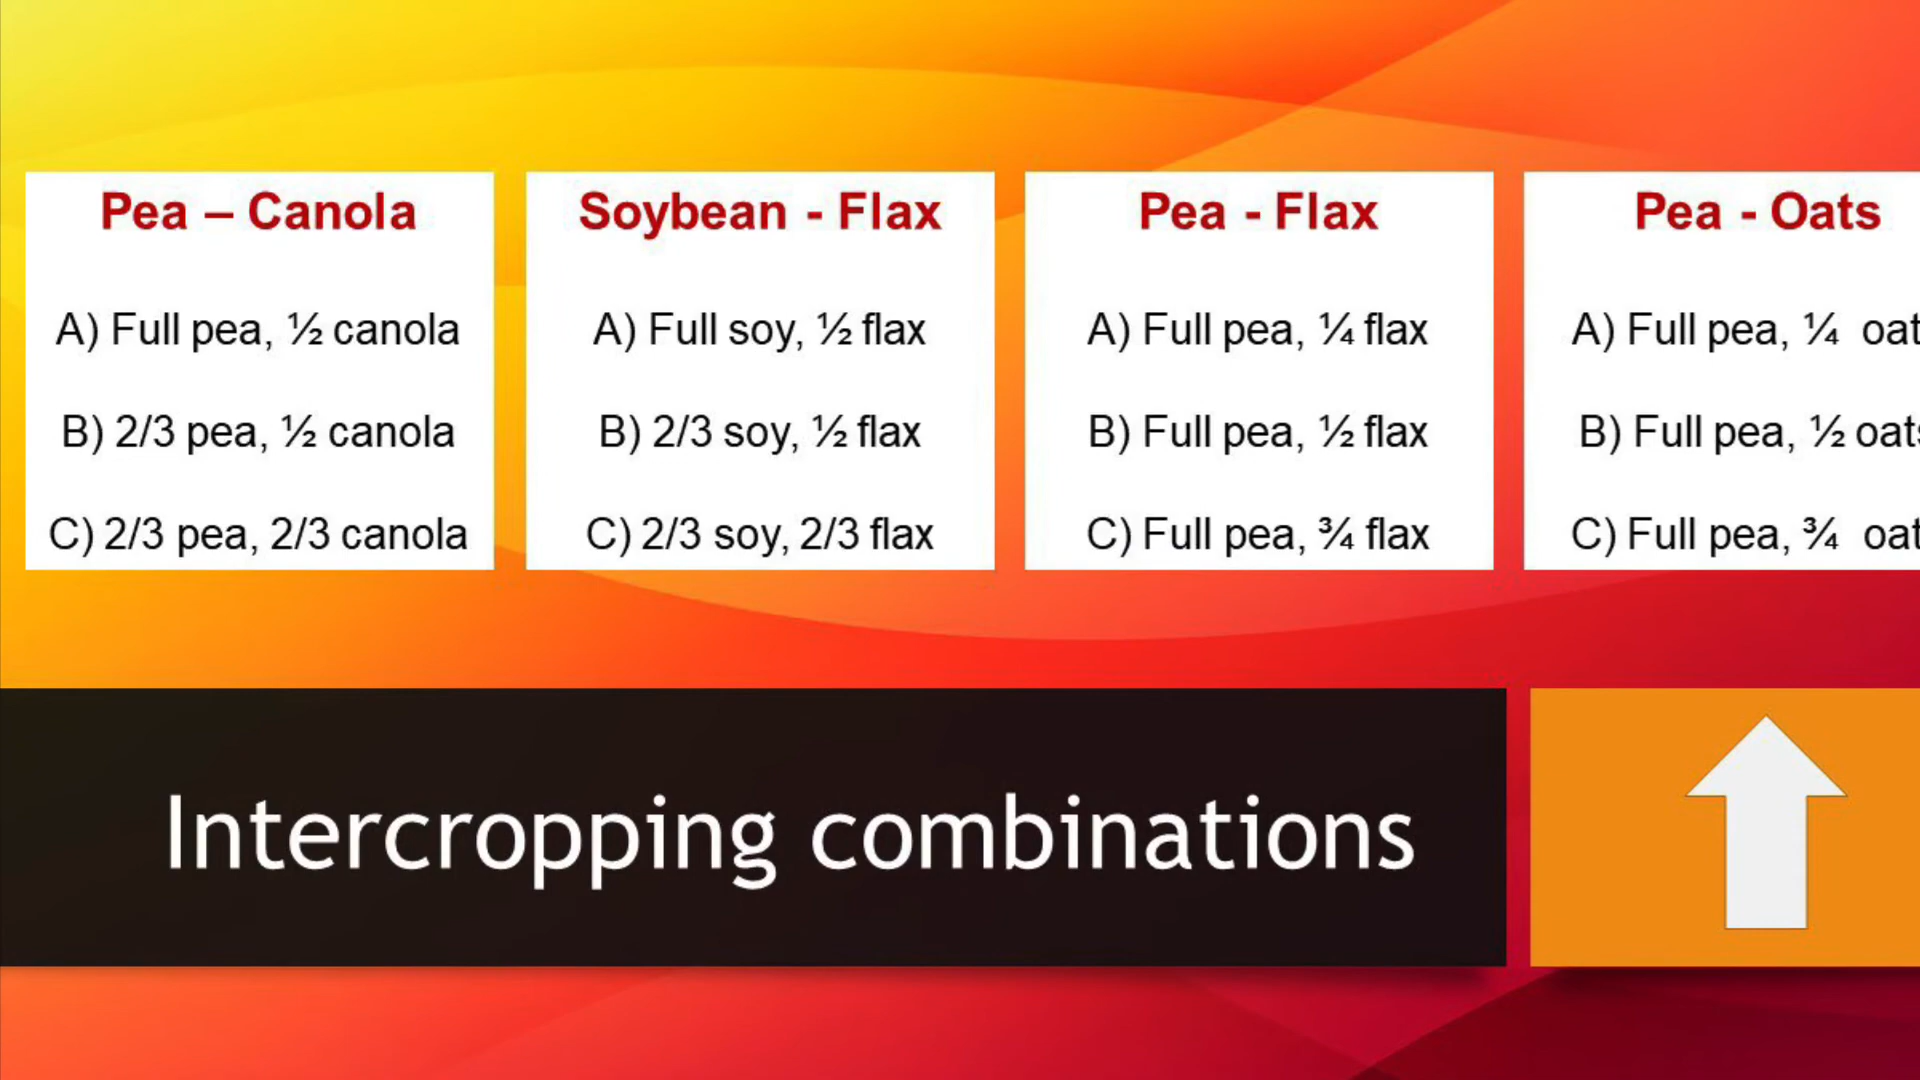 Pea – Canola
A) Full pea, ½ canola
B) 2/3 pea, ½ canola
C) 2/3 pea, 2/3 canola
Soybean - Flax
A) Full soy, ½ flax
B) 2/3 soy, ½ flax
C) 2/3 soy, 2/3 flax
Pea - Flax
A) Full pea, ¼ flax
B) Full pea, ½ flax
C) Full pea, ¾ flax
Pea - Oats
A) Full pea, ¼ oat
B) Full pea, ½ oats
C) Full pea, ¾ oat
Intercropping combinations